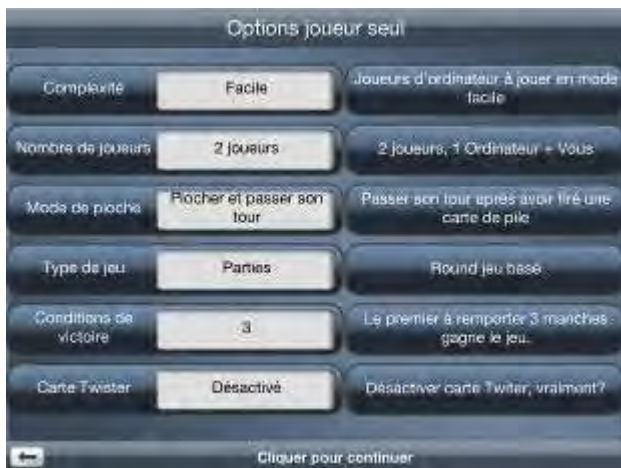 Options joueur seul
Complexité
Facile
Joueurs d'ordinateur à jouer en mode
facile
Nombre de joueurs
2 joueurs
2 joueurs, 1 Ordinateur + Vous
Mode de pioche
Piocher et passer son
tour
Passer son tour après avoir tiré une
carte de pile
Type de jeu
Parties
Round jeu basé
Conditions de
victoire
3
Le premier à remporter 3 manches
gagne le jeu.
Carte Twister
Désactivé
Désactiver carte Twiter, vraiment?
Cliquer pour continuer